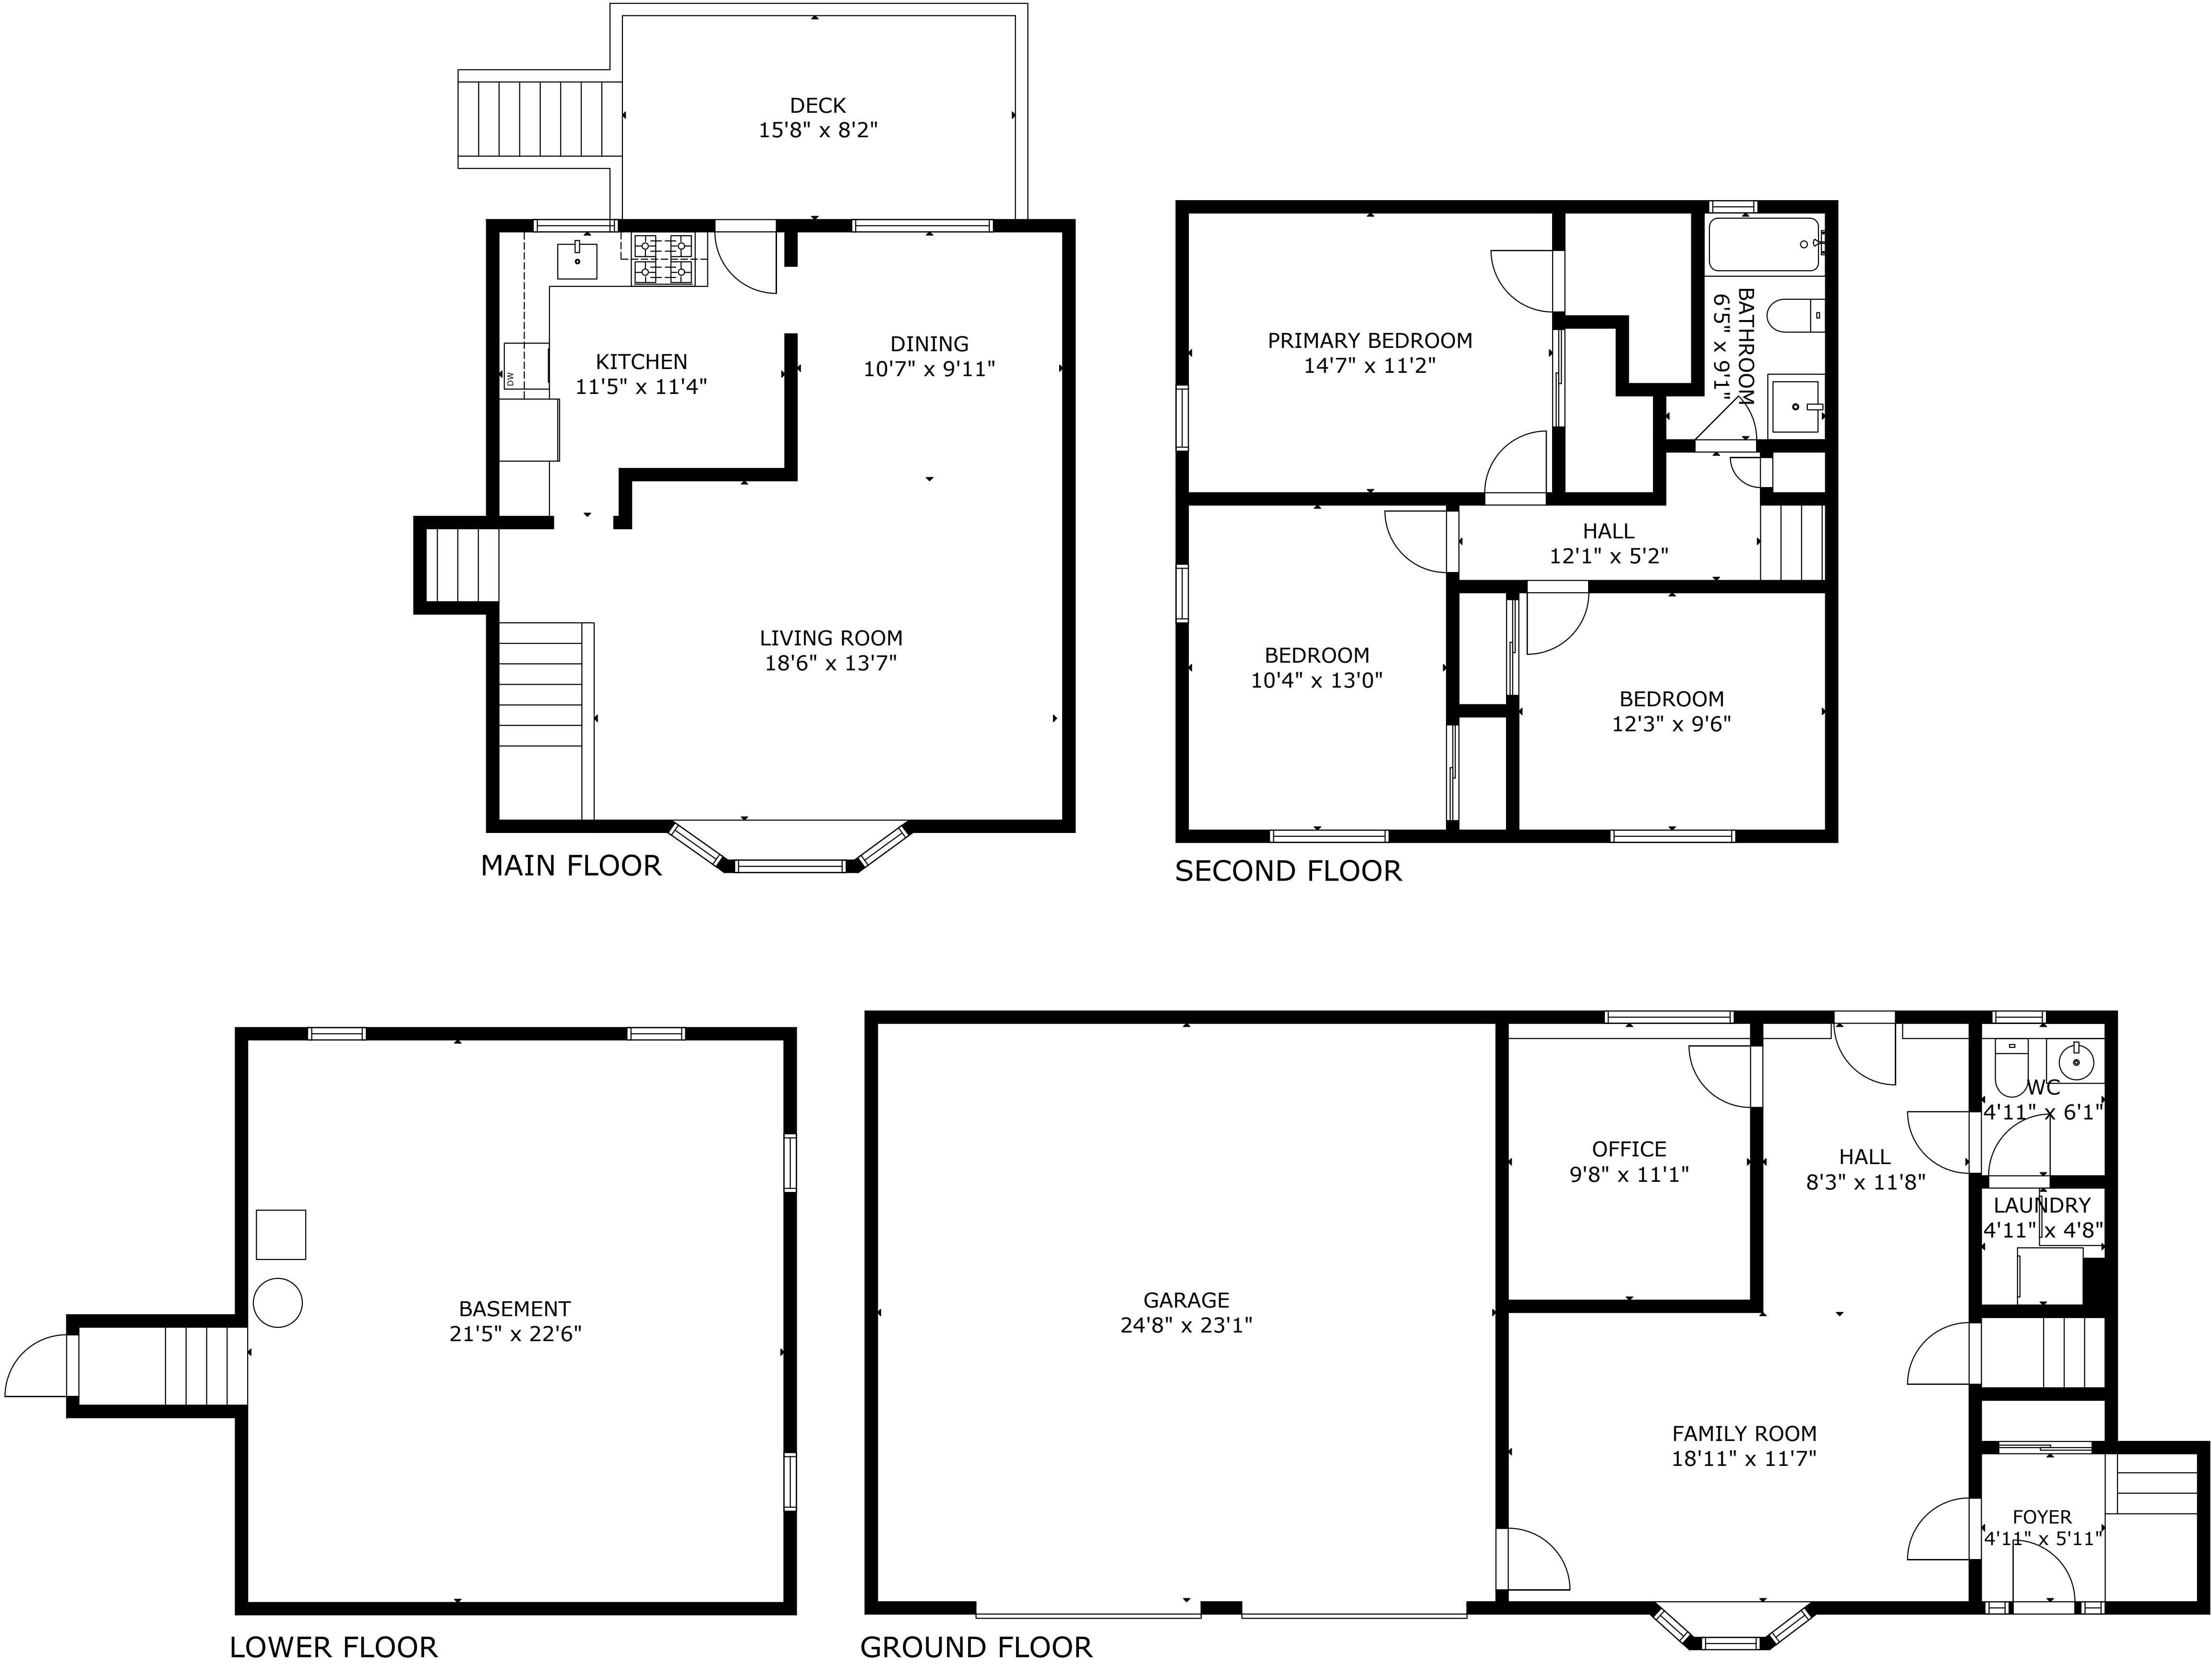 DECK
15'8" x 8'2"
KITCHEN
11'5" x 11'4"
DW
DINING
10'7" x 9'11"
LIVING ROOM
18'6" x 13'7"
MAIN FLOOR
PRIMARY BEDROOM
14'7" x 11'2"
BATHROOM
6'5" x 9'1"
HALL
12'1" x 5'2"
BEDROOM
10'4" x 13'0"
BEDROOM
12'3" x 9'6"
SECOND FLOOR
BASEMENT
21'5" x 22'6"
LOWER FLOOR
GARAGE
24'8" x 23'1"
OFFICE
9'8" x 11'1"
HALL
8'3" x 11'8"
WC
4'11" x 6'1"
LAUNDRY
4'11" x 4'8"
FAMILY ROOM
18'11" x 11'7"
FOYER
4'11" x 5'11"
GROUND FLOOR